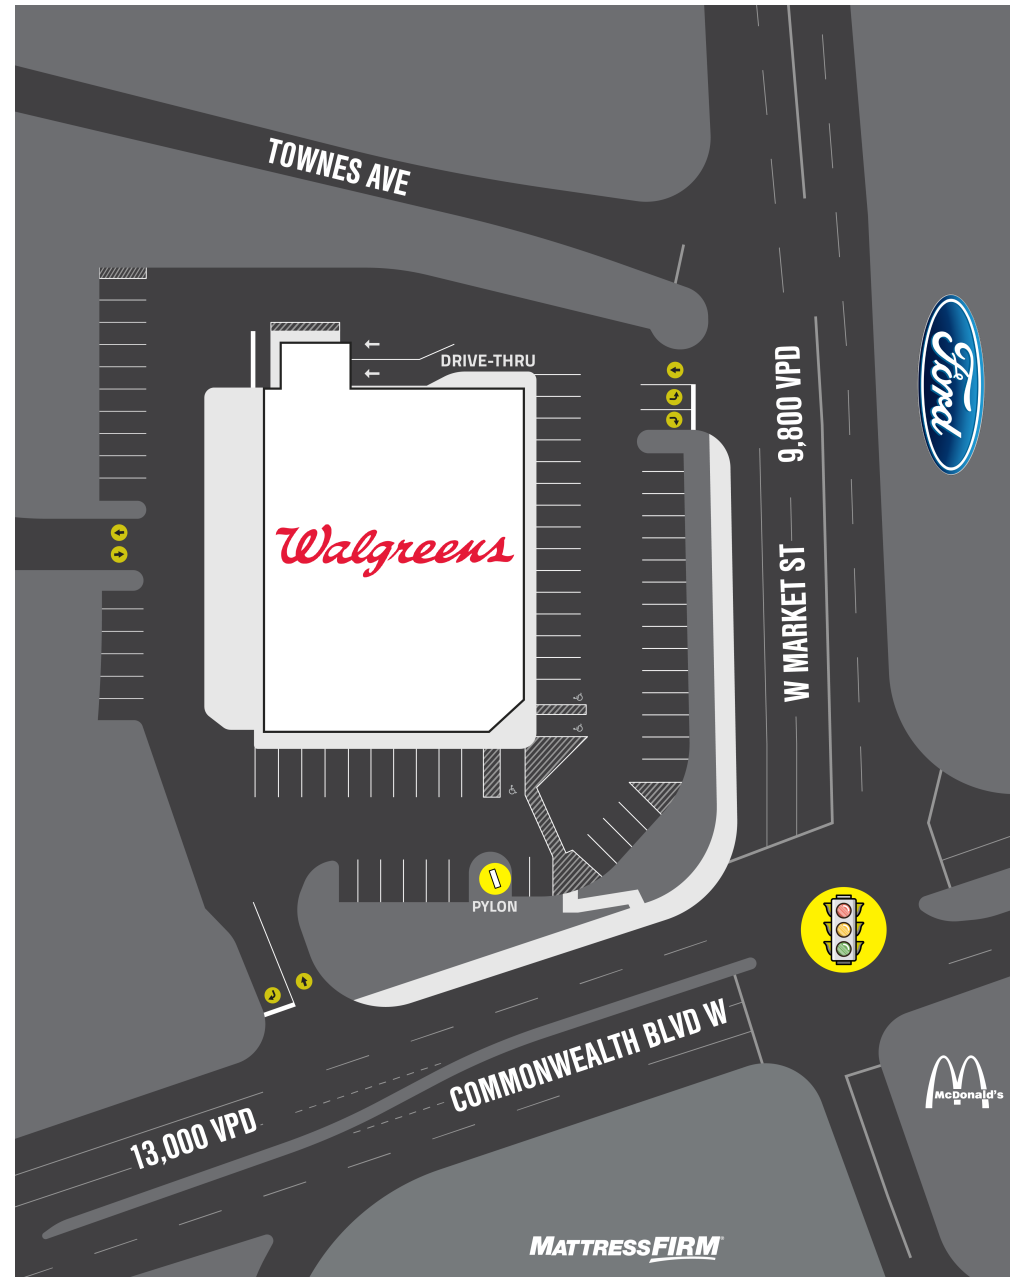 TOWNES AVE
DRIVE-THRU
9,800 VPD
Ford
Walgreens
W MARKET ST
PYLON
COMMONWEALTH BLVD W
McDonald's
13,000 VPD
MATTRESSFIRM